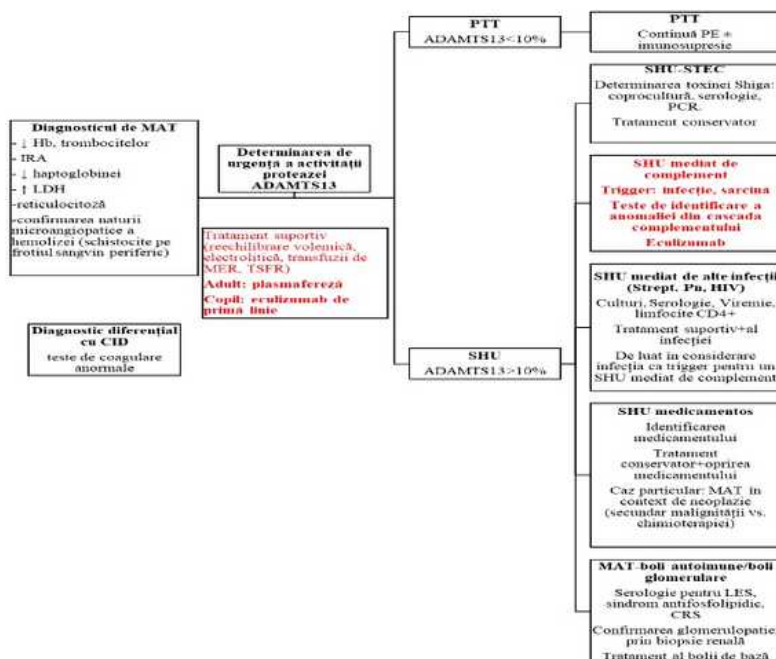 Diagnosticul de MAT
- ↓ Hb, trombocitelor
- IRA
- ↓ haptoglobinei
- ↑ LDH
-reticulocitoză
-confirmarea naturii
microangiopatice a
hemolizei (schistocite pe
frotiul sangvin periferic)
Diagnostic diferențial
cu CID
teste de coagulare
anormale
Determinarea de
urgență a activității
proteazei
ADAMTS13
Tratament suportiv
(reechilibrare volemică,
electrolitică, transfuzii de
MER, TSFR)
Adult: plasmafereză
Copil: eculizumab de
primă linie
PTT
ADAMTS13<10%
SHU
ADAMTS13>10%
PTT
Continuă PE ±
imunosupresie
SHU-STEC
Determinarea toxinei Shiga:
coprocultură, serologie,
PCR.
Tratament conservator
SHU mediat de
complement
Trigger: infecție, sarcina
Teste de identificare a
anomaliei din cascada
complementului
Eculizumab
SHU mediat de alte infecții
(Strept. Pn, HIV)
Culturi, Serologie, Viremie,
limfocite CD4+
Tratament suportiv+al
infecției
De luat in considerare
infecția ca trigger pentru un
SHU mediat de complement
SHU medicamentos
Identificarea
medicamentului
Tratament
conservator+oprirea
medicamentului
Caz particular: MAT in
context de neoplazie
(secundar malignității vs.
chimioterapiei)
MAT-boli autoimune/boli
glomerulare
Serologie pentru LES,
sindrom antifosfolipidic,
CRS
Confirmarea glomerulopatiei
prin biopsie renală
Tratament al bolii de bază